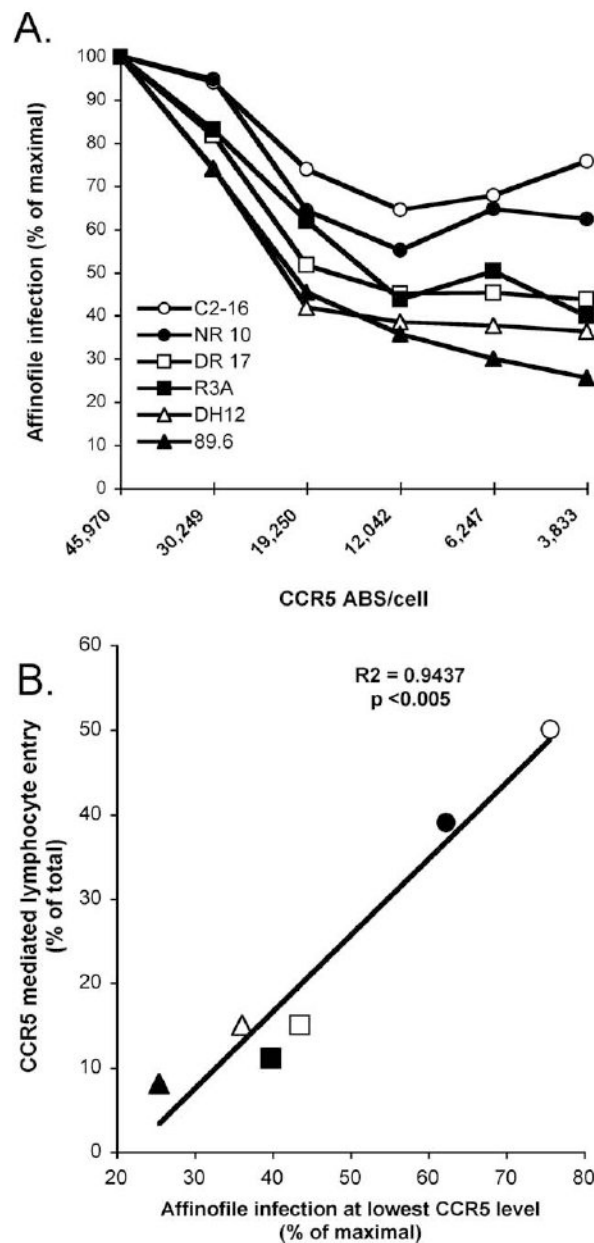 A.
Affinofile infection (% of maximal)
100
90
80
70
60
50
40
30
20
10
0
C2-16
NR 10
DR 17
R3A
DH12
89.6
45,970
30,249
19,250
12,042
6,247
3,833
CCR5 ABS/cell
B.
CCR5 mediated lymphocyte entry
(% of total)
60
50
40
30
20
10
0
R2 = 0.9437
p <0.005
20
30
40
50
60
70
80
Affinofile infection at lowest CCR5 level
(% of maximal)